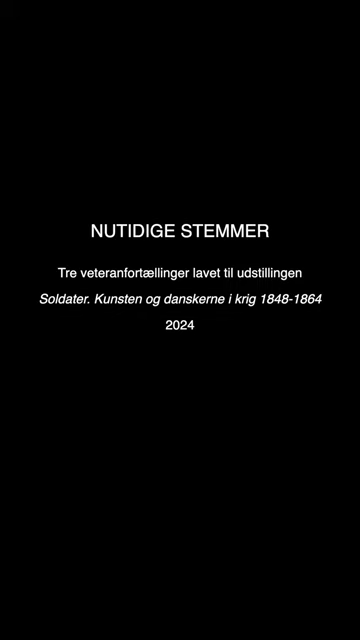 NUTIDIGE STEMMER
Tre veteranfortællinger lavet til udstillingen
Soldater. Kunsten og danskerne i krig 1848-1864
2024